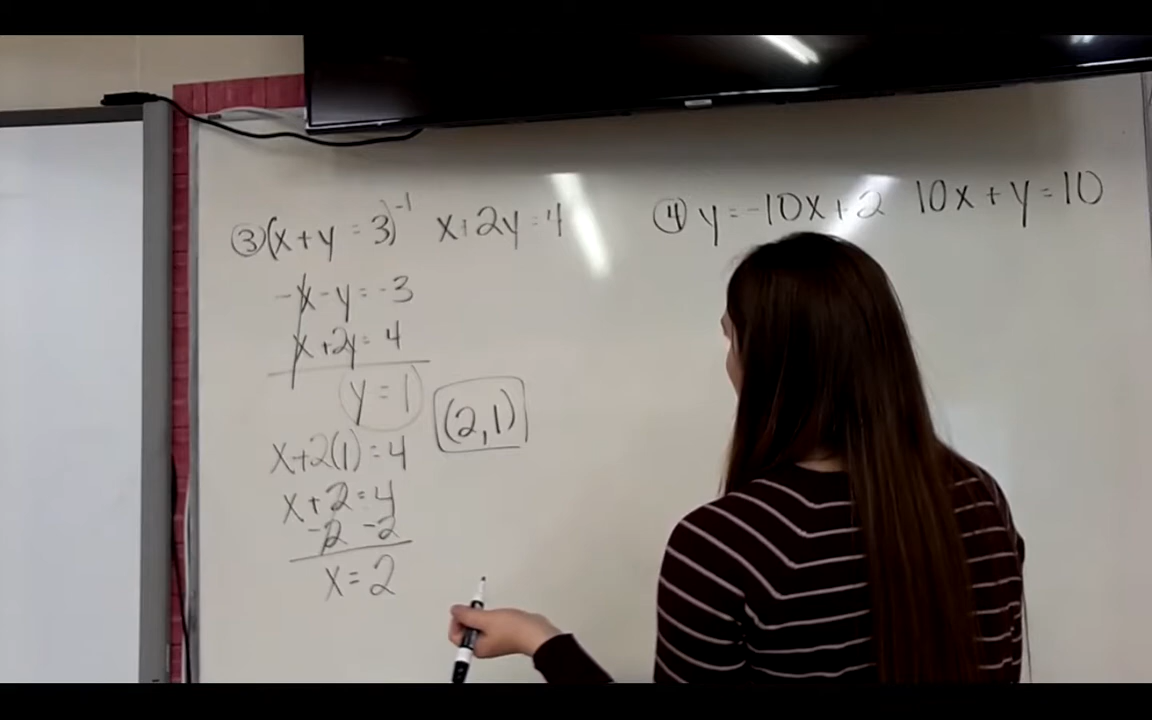 ③ (x+y = 3)⁻¹ x+2y = 4
-x-y = -3
x+2y = 4
y = 1
(2,1)
x+2(1) = 4
x+2 = 4
-2 -2
x = 2
④ y = -10x+2 10x+y = 10